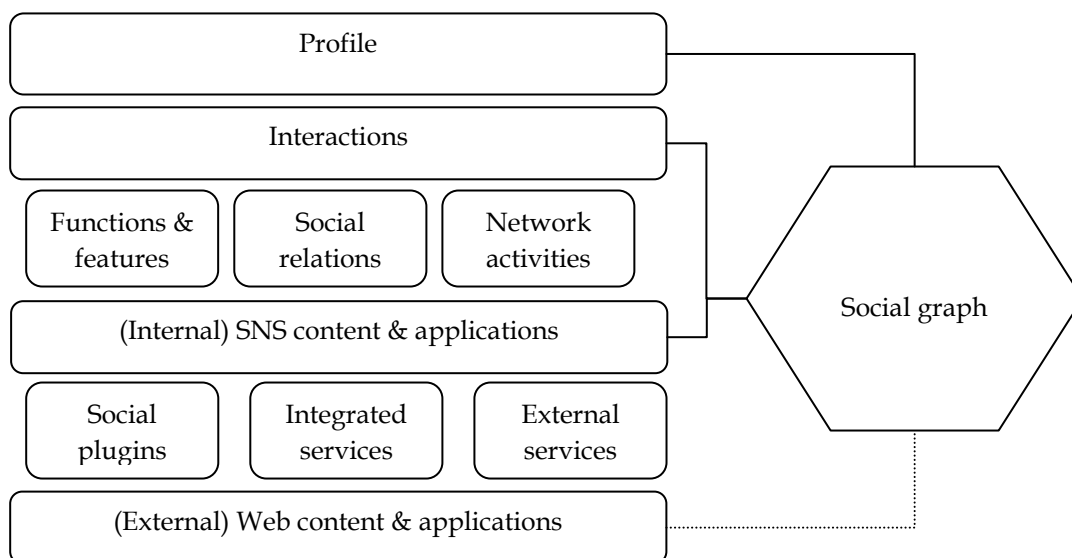 Profile
Interactions
Functions &
features
Social
relations
Network
activities
(Internal) SNS content & applications
Social graph
Social
plugins
Integrated
services
External
services
(External) Web content & applications